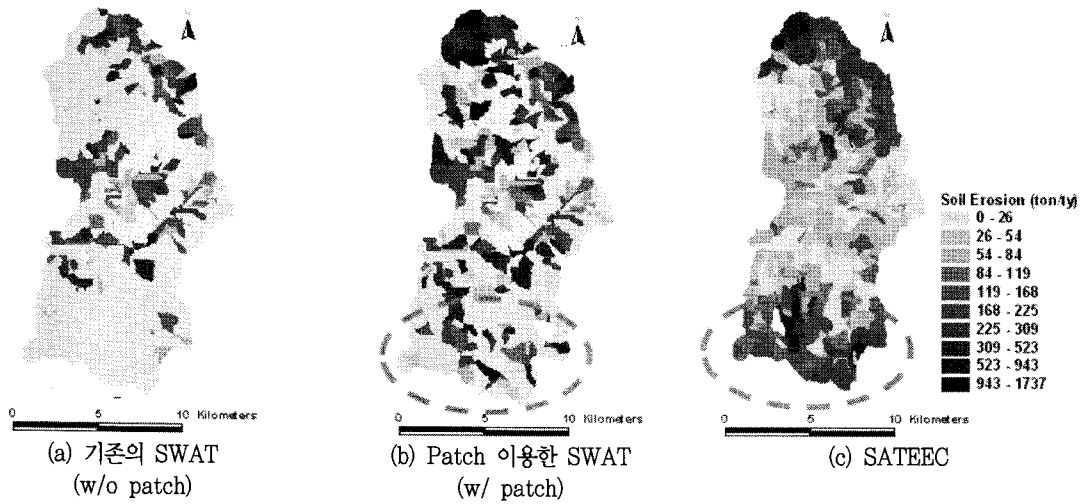 Soil Erosion (ton/ty)
0 - 26
26 - 54
54 - 84
84 - 119
119 - 168
168 - 225
225 - 309
309 - 523
523 - 943
943 - 1737
0 5 10 Kilometers
0 5 10 Kilometers
0 5 10 Kilometers
(a) 기존의 SWAT
(w/o patch)
(b) Patch 이용한 SWAT
(w/ patch)
(c) SATEEC